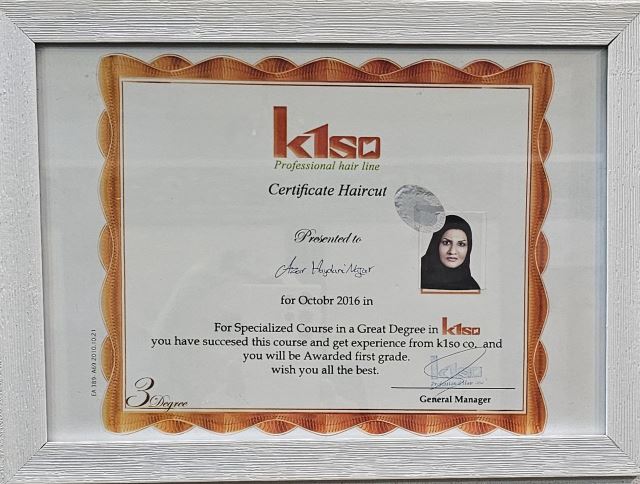 k1so
Professional hair line
Certificate Haircut
Presented to
for Octobr 2016 in
For Specialized Course in a Great Degree in k1so
you have succesed this course and get experience from k1so co. and
you will be Awarded first grade.
wish you all the best.
k1so
General Manager
3 Degree